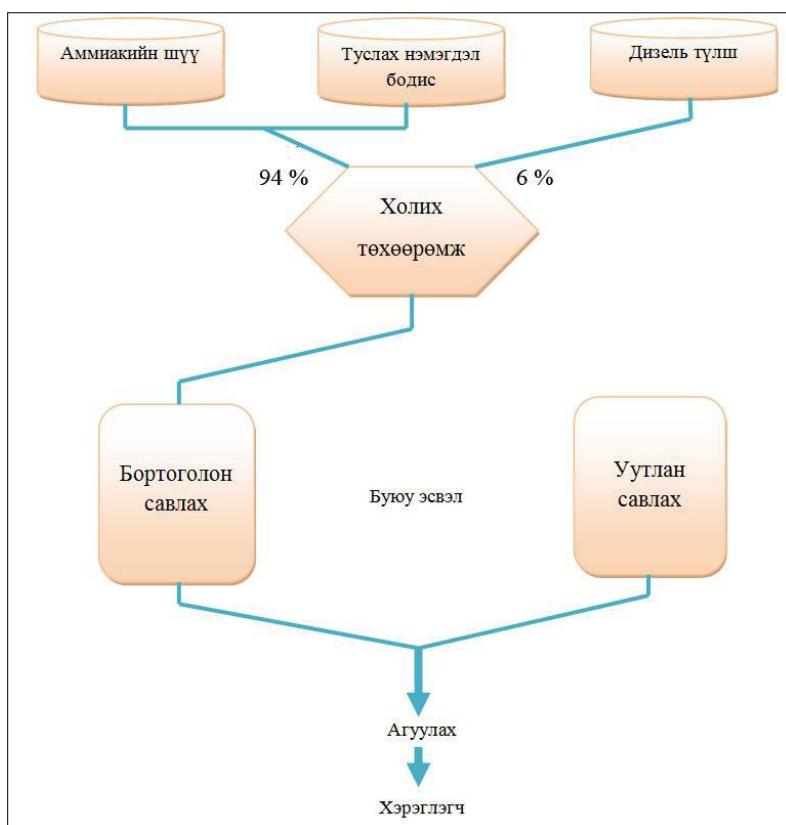 Аммиакийн шүү
Туслах нэмэгдэл
бодис
Дизель түлш
94 %
6 %
Холих
төхөөрөмж
Бортоголон
савлах
Буюу эсвэл
Уутлан
савлах
Агуулах
Хэрэглэгч